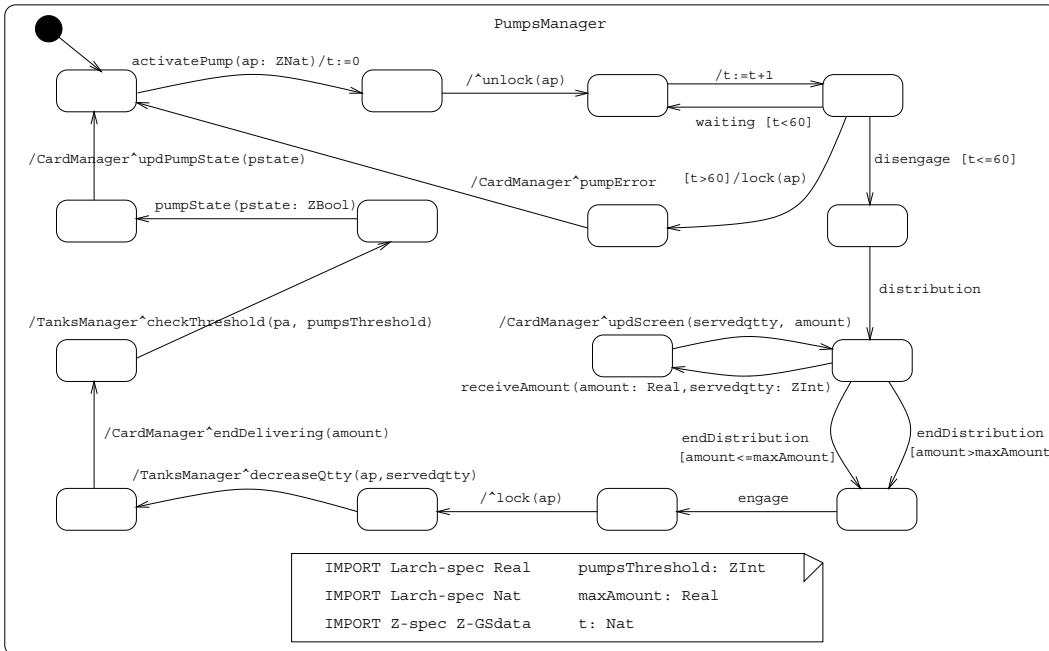 PumpsManager
activatePump(ap: ZNat)/t:=0
/^unlock(ap)
/t:=t+1
waiting [t<60]
disengage [t<=60]
/CardManager^updPumpState(pstate)
/CardManager^pumpError
[t>60]/lock(ap)
pumpState(pstate: ZBool)
distribution
/TanksManager^checkThreshold(pa, pumpsThreshold)
/CardManager^updScreen(servedqtty, amount)
receiveAmount(amount: Real,servedqtty: ZInt)
/CardManager^endDelivering(amount)
endDistribution
[amount<=maxAmount]
endDistribution
[amount>maxAmount]
/TanksManager^decreaseQtty(ap,servedqtty)
/^lock(ap)
engage
IMPORT Larch-spec Real pumpsThreshold: ZInt
IMPORT Larch-spec Nat maxAmount: Real
IMPORT Z-spec Z-GSdata t: Nat